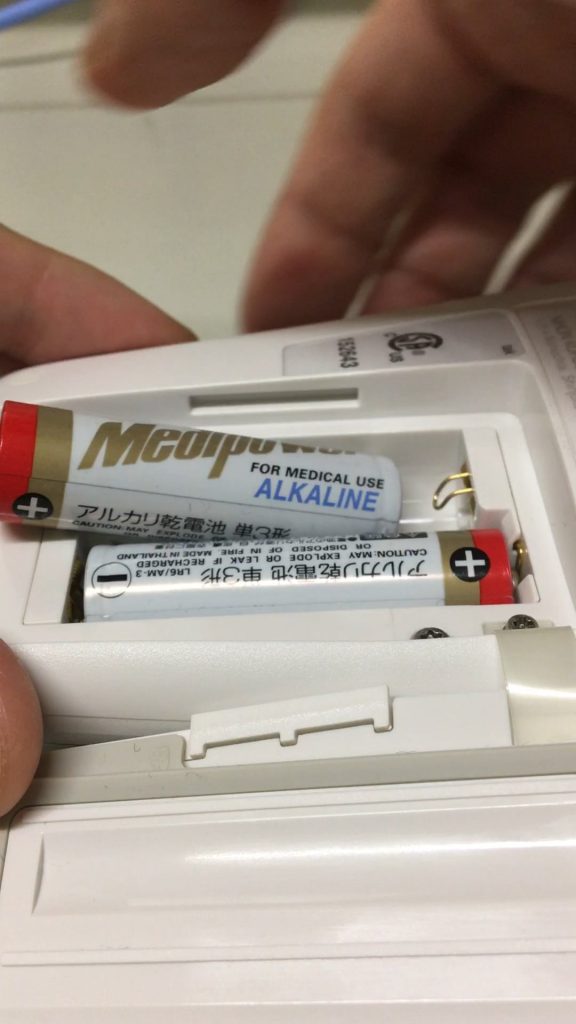 152643
C US
Medipower
FOR MEDICAL USE
ALKALINE
アルカリ乾電池 単3形
CAUTION: MAY EXPLODE
+
アルカリ乾電池 単3形
LR6/AM-3
CAUTION: MAY
EXPLODE OR LEAK IF RECHARGED
OR DISPOSED OF IN FIRE. MADE IN THAILAND
+